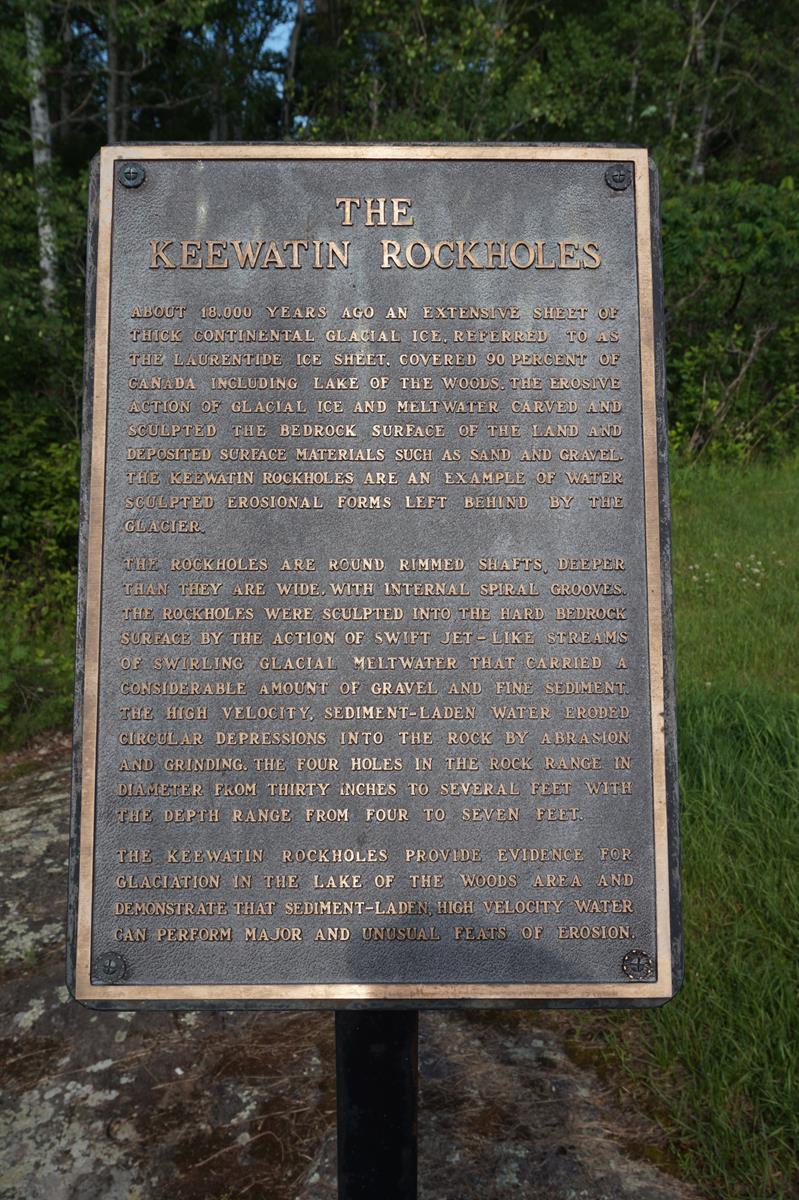 THE
KEEWATIN ROCKHOLES
ABOUT 18.000 YEARS AGO AN EXTENSIVE SHEET OF
THICK CONTINENTAL GLACIAL ICE, REFERRED TO AS
THE LAURENTIDE ICE SHEET, COVERED 90 PERCENT OF
CANADA INCLUDING LAKE OF THE WOODS. THE EROSIVE
ACTION OF GLACIAL ICE AND MELTWATER CARVED AND
SCULPTED THE BEDROCK SURFACE OF THE LAND AND
DEPOSITED SURFACE MATERIALS SUCH AS SAND AND GRAVEL.
THE KEEWATIN ROCKHOLES ARE AN EXAMPLE OF WATER
SCULPTED EROSIONAL FORMS LEFT BEHIND BY THE
GLACIER.
THE ROCKHOLES ARE ROUND RIMMED SHAFTS, DEEPER
THAN THEY ARE WIDE, WITH INTERNAL SPIRAL GROOVES.
THE ROCKHOLES WERE SCULPTED INTO THE HARD BEDROCK
SURFACE BY THE ACTION OF SWIFT JET-LIKE STREAMS
OF SWIRLING GLACIAL MELTWATER THAT CARRIED A
CONSIDERABLE AMOUNT OF GRAVEL AND FINE SEDIMENT.
THE HIGH VELOCITY, SEDIMENT-LADEN WATER ERODED
CIRCULAR DEPRESSIONS INTO THE ROCK BY ABRASION
AND GRINDING. THE FOUR HOLES IN THE ROCK RANGE IN
DIAMETER FROM THIRTY INCHES TO SEVERAL FEET WITH
THE DEPTH RANGE FROM FOUR TO SEVEN FEET.
THE KEEWATIN ROCKHOLES PROVIDE EVIDENCE FOR
GLACIATION IN THE LAKE OF THE WOODS AREA AND
DEMONSTRATE THAT SEDIMENT-LADEN, HIGH VELOCITY WATER
CAN PERFORM MAJOR AND UNUSUAL FEATS OF EROSION.